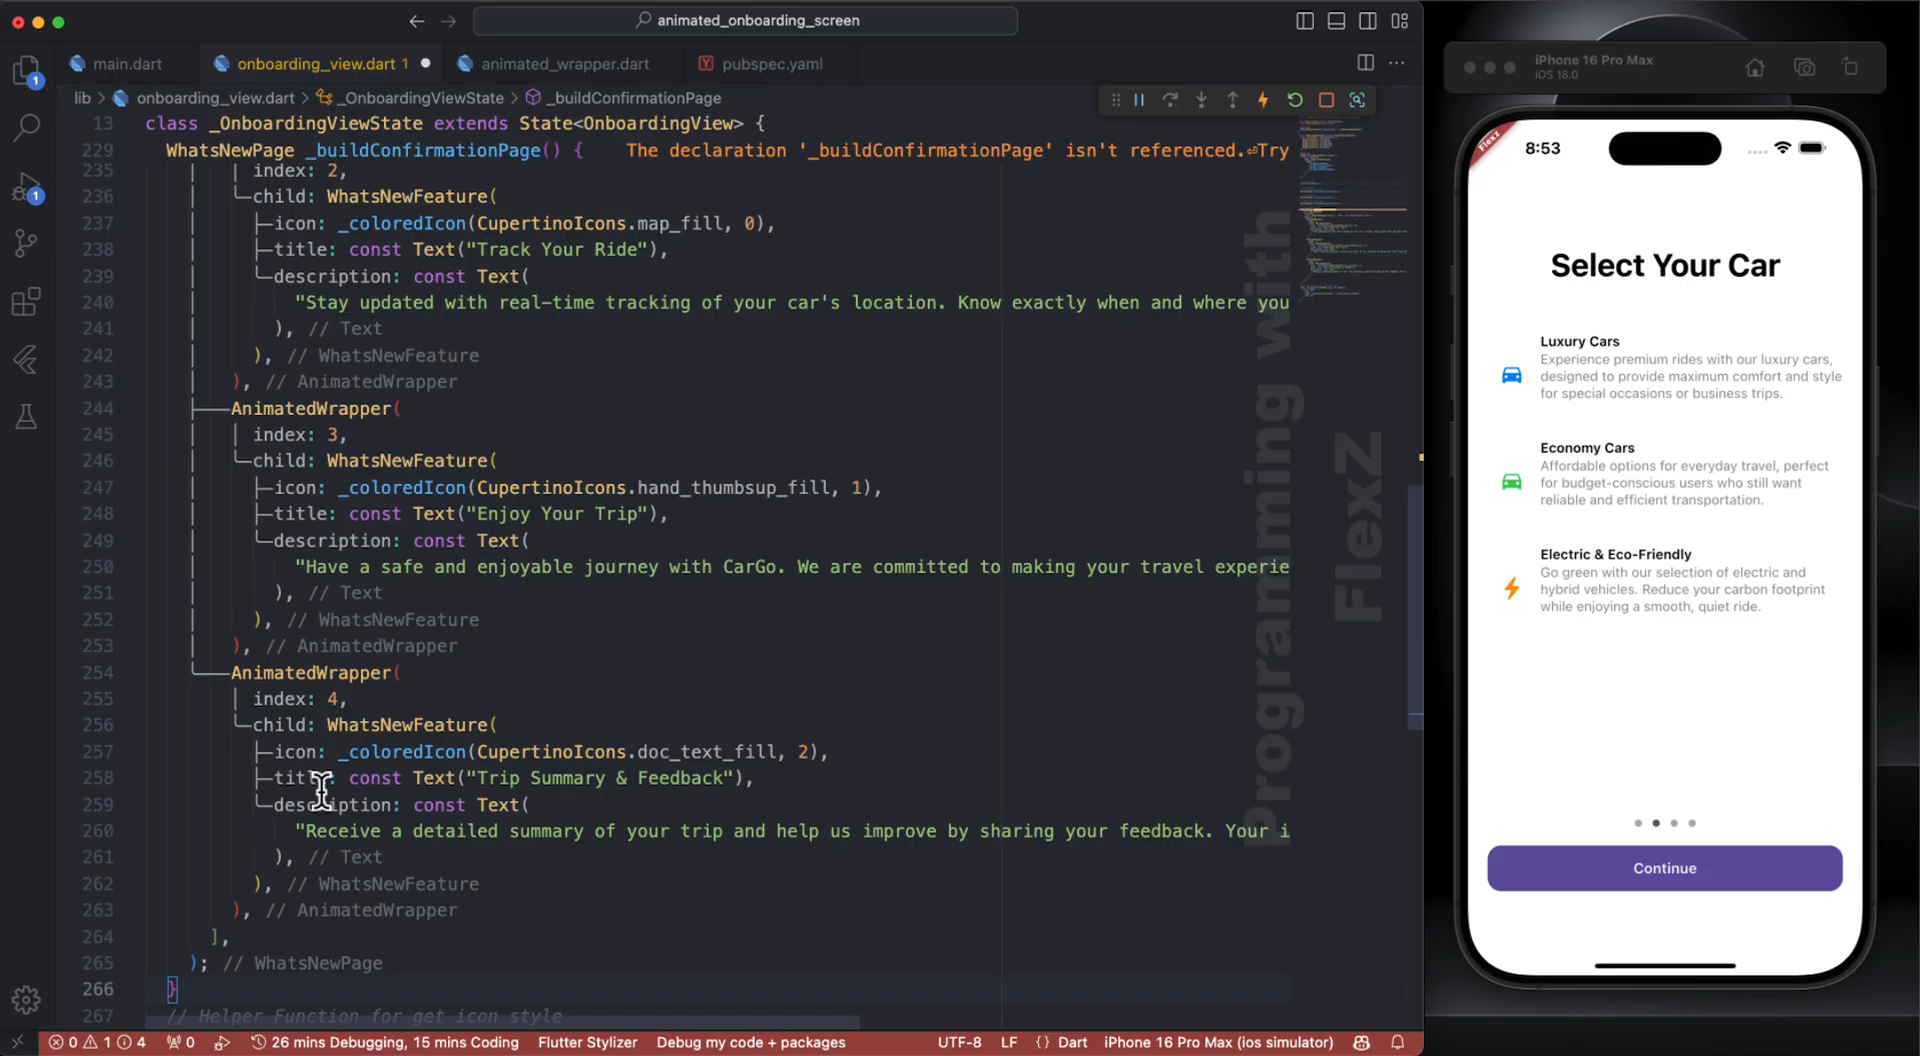 animated_onboarding_screen
main.dart
onboarding_view.dart 1
animated_wrapper.dart
pubspec.yaml
lib > onboarding_view.dart > _OnboardingViewState > _buildConfirmationPage
13 class _OnboardingViewState extends State<OnboardingView> {
229 WhatsNewPage _buildConfirmationPage() { The declaration '_buildConfirmationPage' isn't referenced.⏎Try
235 index: 2,
236 child: WhatsNewFeature(
237 icon: _coloredIcon(CupertinoIcons.map_fill, 0),
238 title: const Text("Track Your Ride"),
239 description: const Text(
240 "Stay updated with real-time tracking of your car's location. Know exactly when and where you
241 ), // Text
242 ), // WhatsNewFeature
243 ), // AnimatedWrapper
244 AnimatedWrapper(
245 index: 3,
246 child: WhatsNewFeature(
247 icon: _coloredIcon(CupertinoIcons.hand_thumbsup_fill, 1),
248 title: const Text("Enjoy Your Trip"),
249 description: const Text(
250 "Have a safe and enjoyable journey with CarGo. We are committed to making your travel experie
251 ), // Text
252 ), // WhatsNewFeature
253 ), // AnimatedWrapper
254 AnimatedWrapper(
255 index: 4,
256 child: WhatsNewFeature(
257 icon: _coloredIcon(CupertinoIcons.doc_text_fill, 2),
258 title: const Text("Trip Summary & Feedback"),
259 description: const Text(
260 "Receive a detailed summary of your trip and help us improve by sharing your feedback. Your i
261 ), // Text
262 ), // WhatsNewFeature
263 ), // AnimatedWrapper
264 ],
265 ); // WhatsNewPage
266 }
267 // Helper Function for get icon style
Programming with
FlexZ
1
1
0 1 4 0 26 mins Debugging, 15 mins Coding Flutter Stylizer Debug my code + packages UTF-8 LF {} Dart iPhone 16 Pro Max (ios simulator)
iPhone 16 Pro Max
iOS 18.0
FlexZ
8:53
Select Your Car
Luxury Cars
Experience premium rides with our luxury cars,
designed to provide maximum comfort and style
for special occasions or business trips.
Economy Cars
Affordable options for everyday travel, perfect
for budget-conscious users who still want
reliable and efficient transportation.
Electric & Eco-Friendly
Go green with our selection of electric and
hybrid vehicles. Reduce your carbon footprint
while enjoying a smooth, quiet ride.
Continue